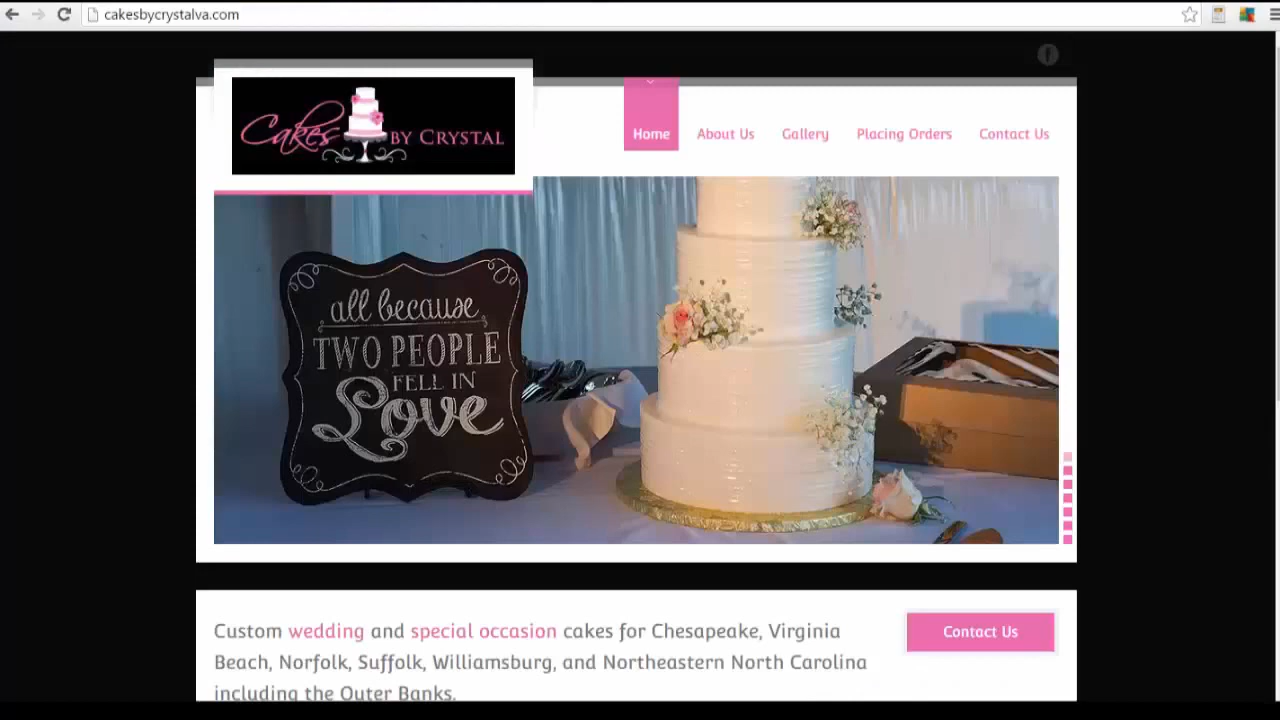 cakesbycrystalva.com
Cakes BY CRYSTAL
Home About Us Gallery Placing Orders Contact Us
all because
TWO PEOPLE
FELL IN
Love
Custom wedding and special occasion cakes for Chesapeake, Virginia
Beach, Norfolk, Suffolk, Williamsburg, and Northeastern North Carolina
including the Outer Banks.
Contact Us